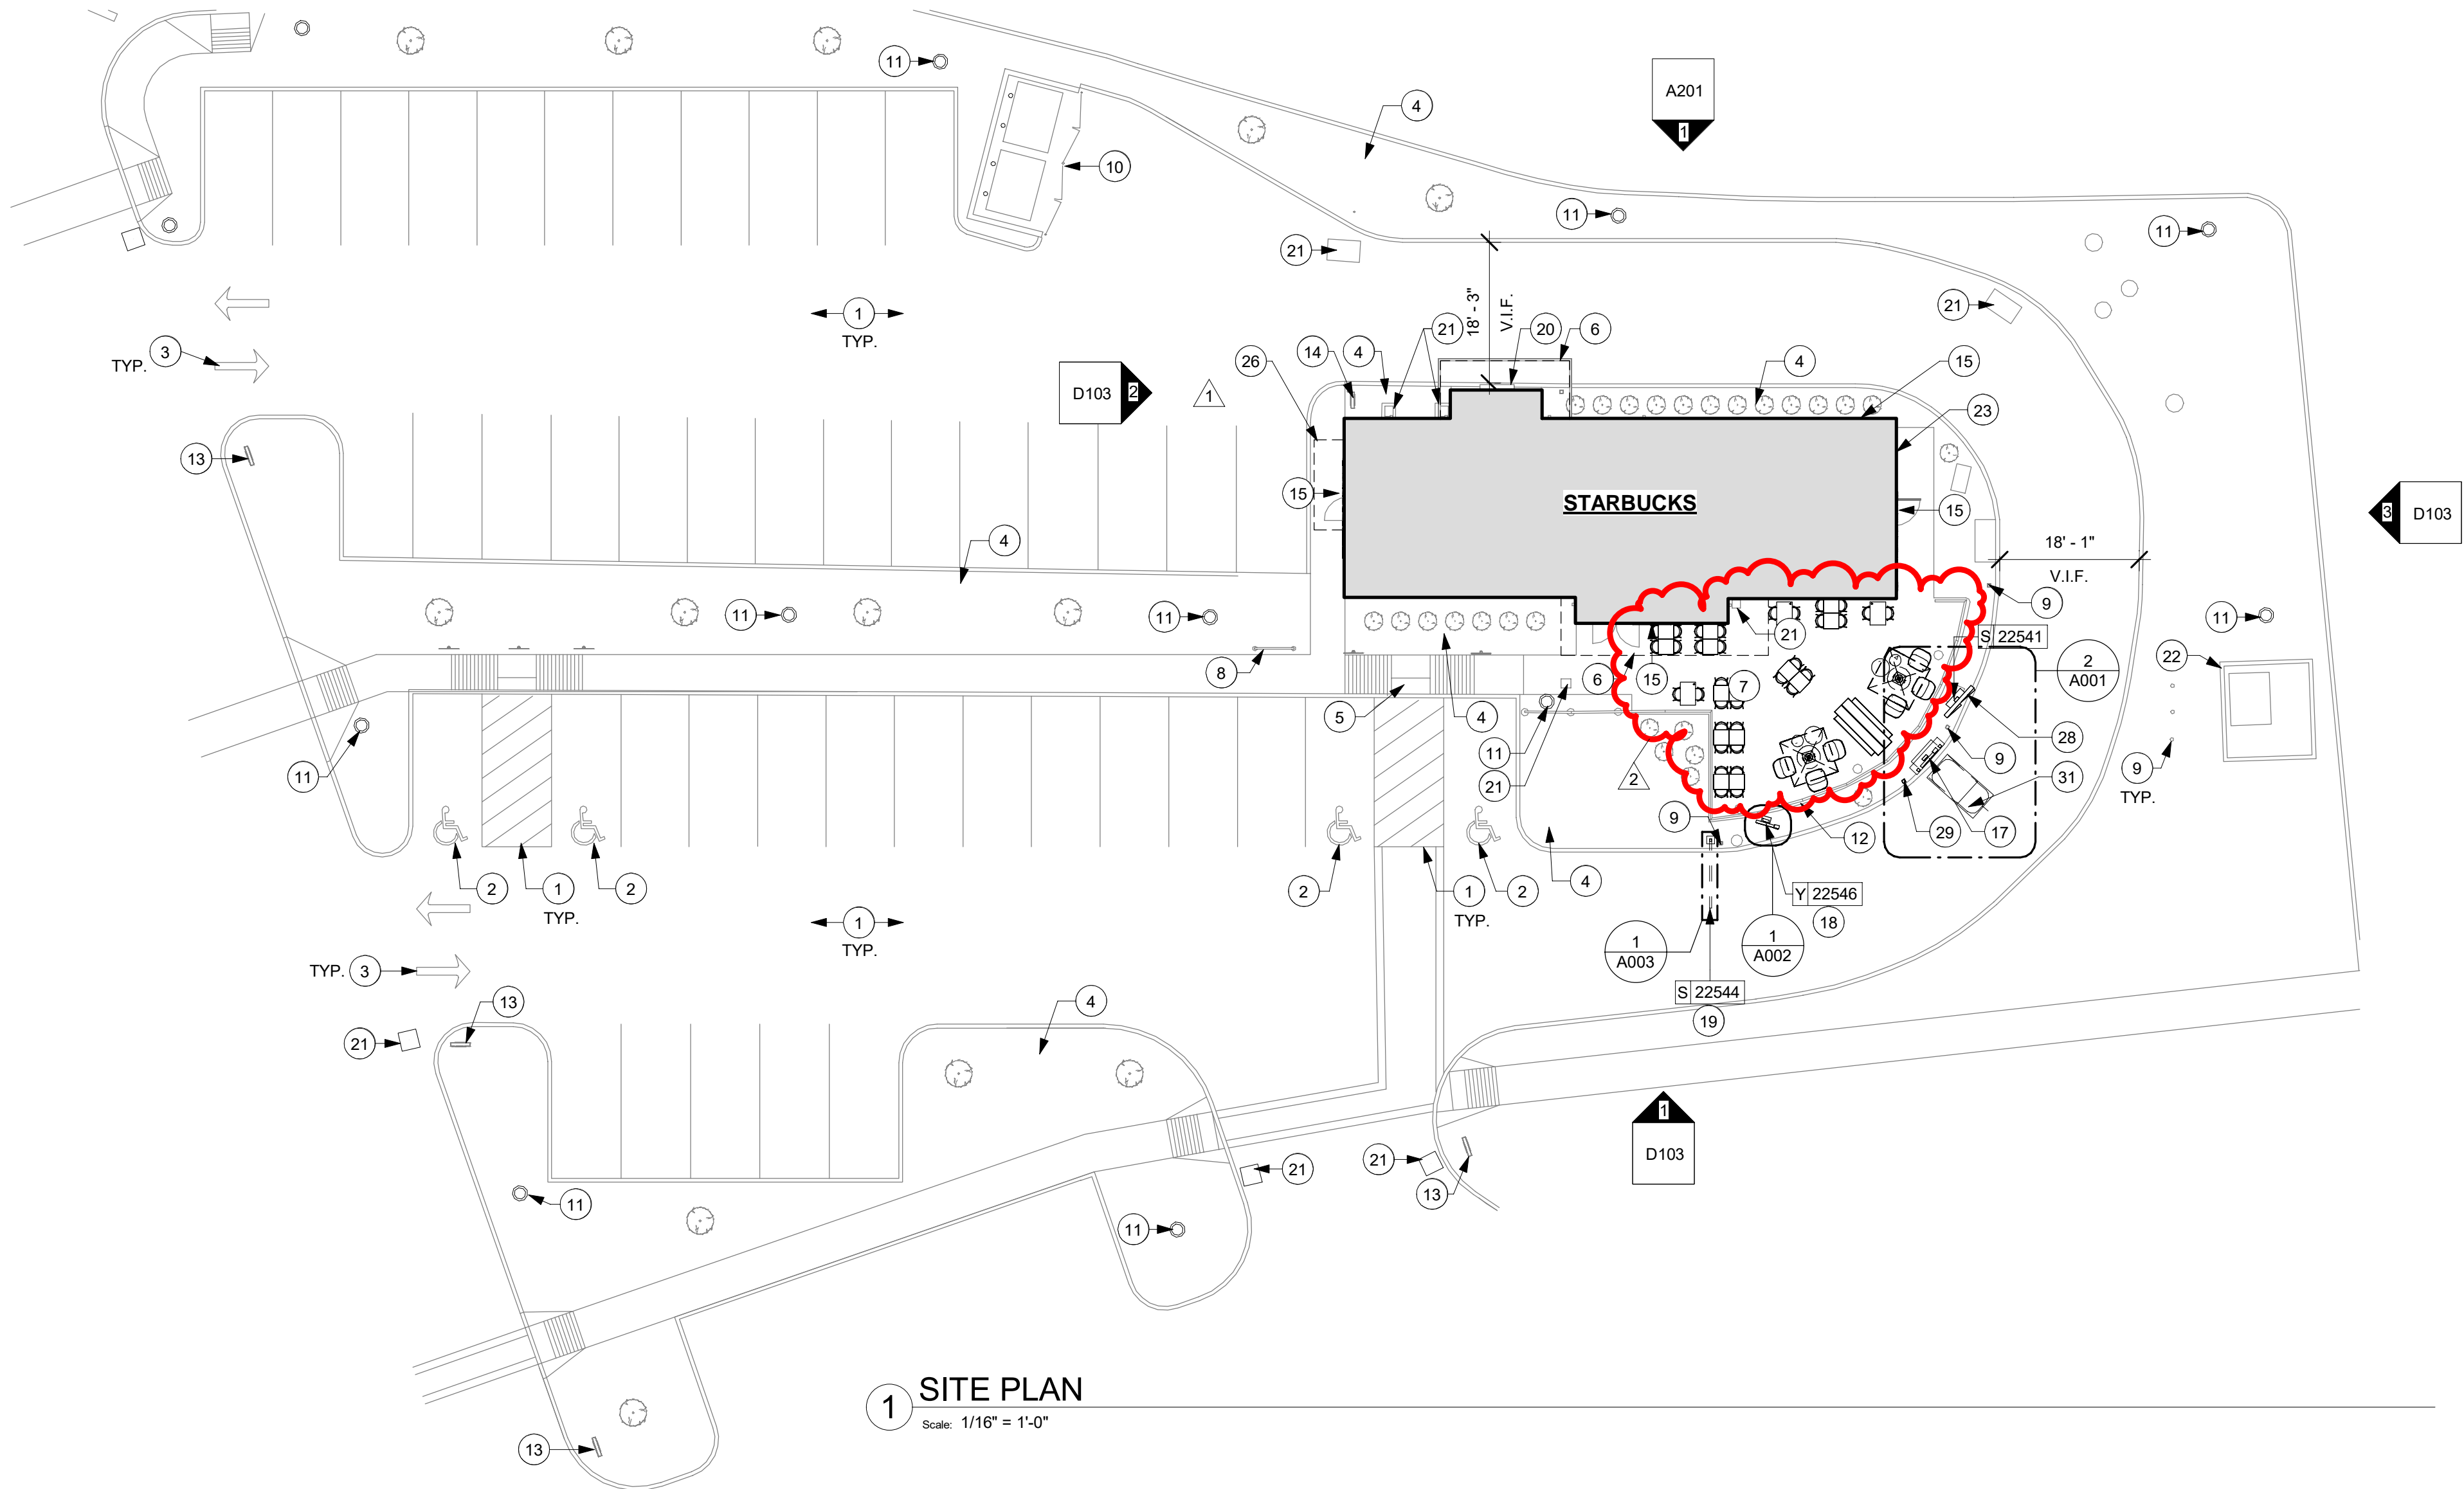 11
4
A201
1
10
11
11
21
21
18' - 3"
V.I.F.
1
TYP.
TYP. 3
21
20
6
14
4
26
4
15
D103 2
1
23
13
15
STARBUCKS
15
3 D103
4
18' - 1"
V.I.F.
9
11
11
11
21
S 22541
2
A001
22
8
6
15
7
5
4
28
11
9
11
21
2
31
9
TYP.
9
12
29
17
2
1
TYP.
2
2
1
TYP.
2
4
Y 22546
18
1
TYP.
1
A003
1
A002
TYP. 3
S 22544
19
13
4
21
1
D103
21
21
13
11
11
1
SITE PLAN
Scale: 1/16" = 1'-0"
13